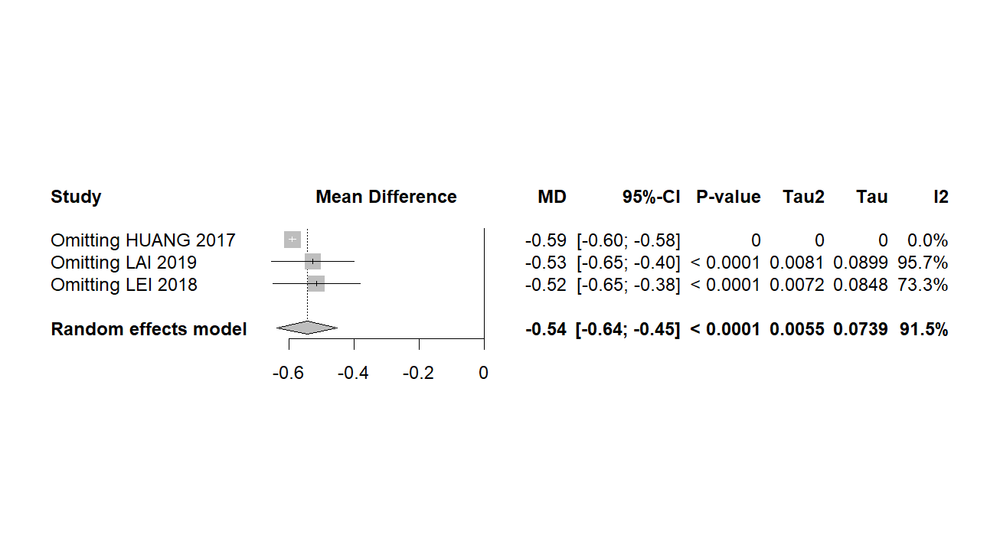 Study Mean Difference MD 95%-CI P-value Tau2 Tau I2
Omitting HUANG 2017 -0.59 [-0.60; -0.58] 0 0 0 0.0%
Omitting LAI 2019 -0.53 [-0.65; -0.40] < 0.0001 0.0081 0.0899 95.7%
Omitting LEI 2018 -0.52 [-0.65; -0.38] < 0.0001 0.0072 0.0848 73.3%
Random effects model -0.54 [-0.64; -0.45] < 0.0001 0.0055 0.0739 91.5%
-0.6 -0.4 -0.2 0